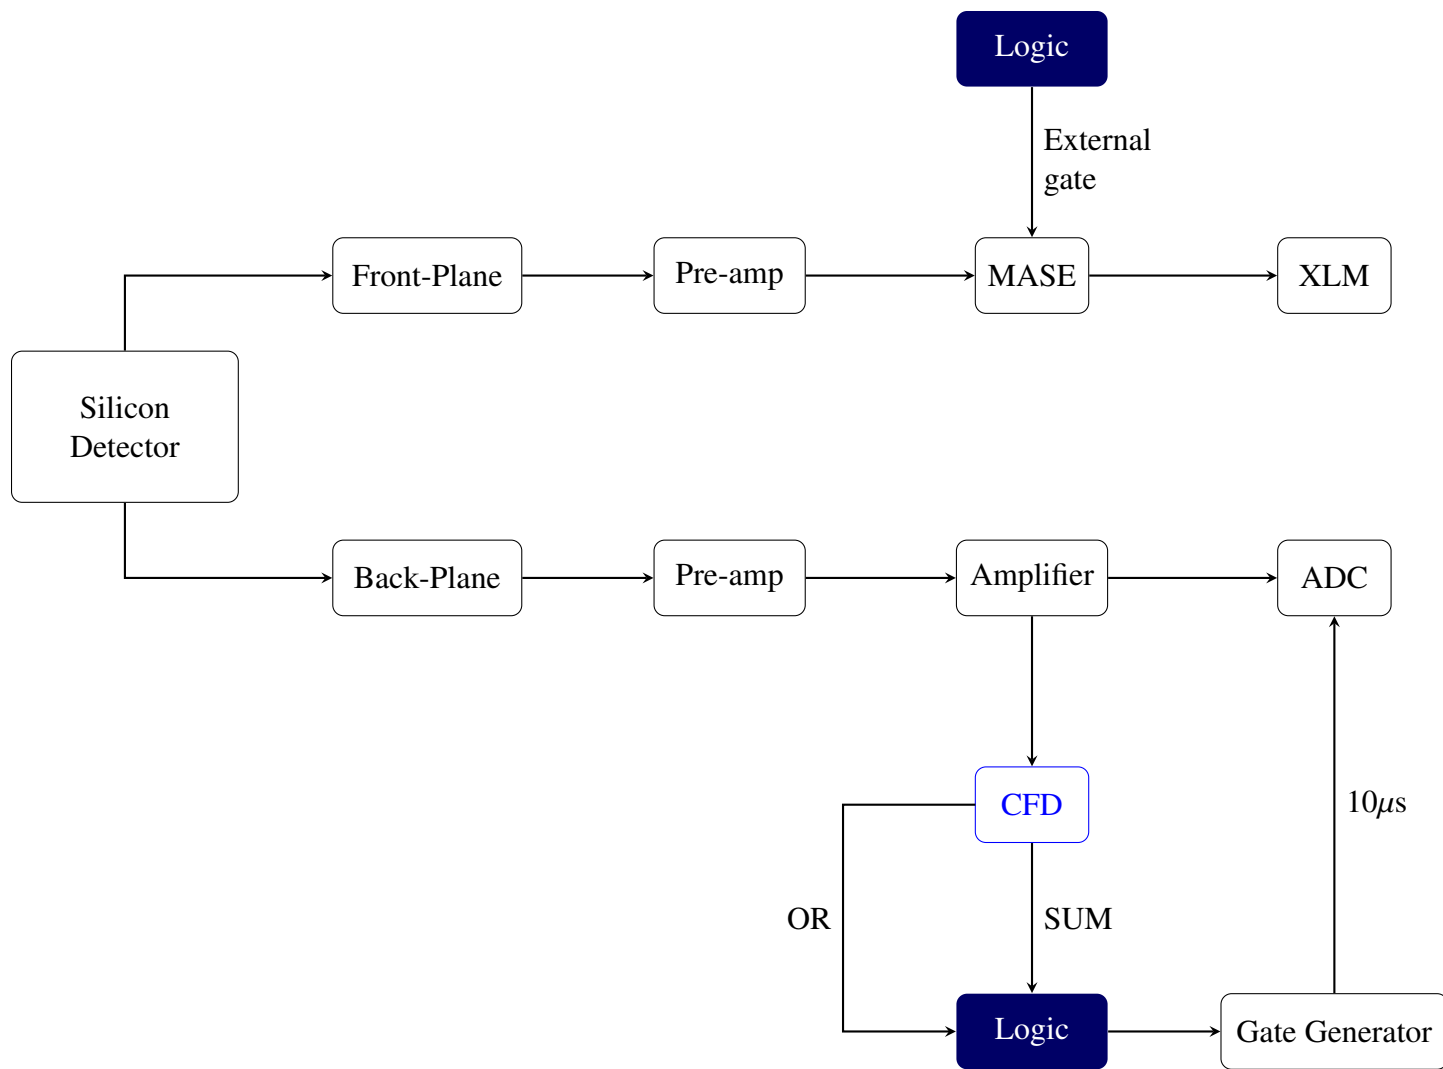 Logic
External
gate
Front-Plane
Pre-amp
MASE
XLM
Silicon
Detector
Back-Plane
Pre-amp
Amplifier
ADC
CFD
10μs
OR
SUM
Logic
Gate Generator